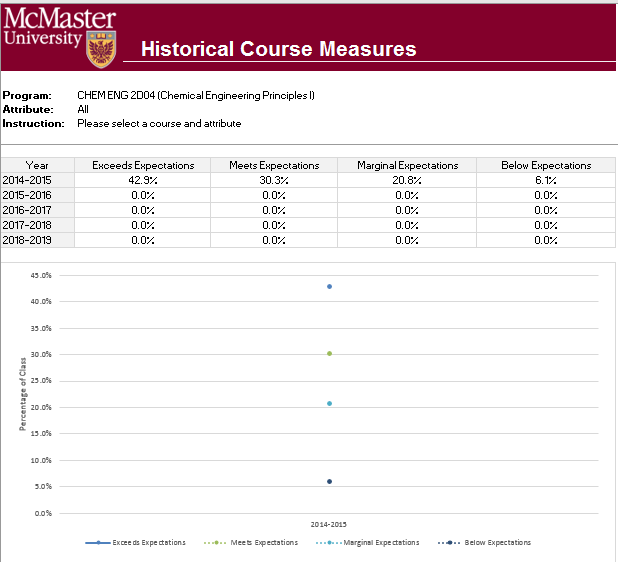 McMaster
University
Historical Course Measures
Program: CHEM ENG 2D04 (Chemical Engineering Principles I)
Attribute: All
Instruction: Please select a course and attribute
Year Exceeds Expectations Meets Expectations Marginal Expectations Below Expectations
2014-2015 42.9% 30.3% 20.8% 6.1%
2015-2016 0.0% 0.0% 0.0% 0.0%
2016-2017 0.0% 0.0% 0.0% 0.0%
2017-2018 0.0% 0.0% 0.0% 0.0%
2018-2019 0.0% 0.0% 0.0% 0.0%
Percentage of Class
45.0%
40.0%
35.0%
30.0%
25.0%
20.0%
15.0%
10.0%
5.0%
0.0%
2014-2015
Exceeds Expectations Meets Expectations Marginal Expectations Below Expectations